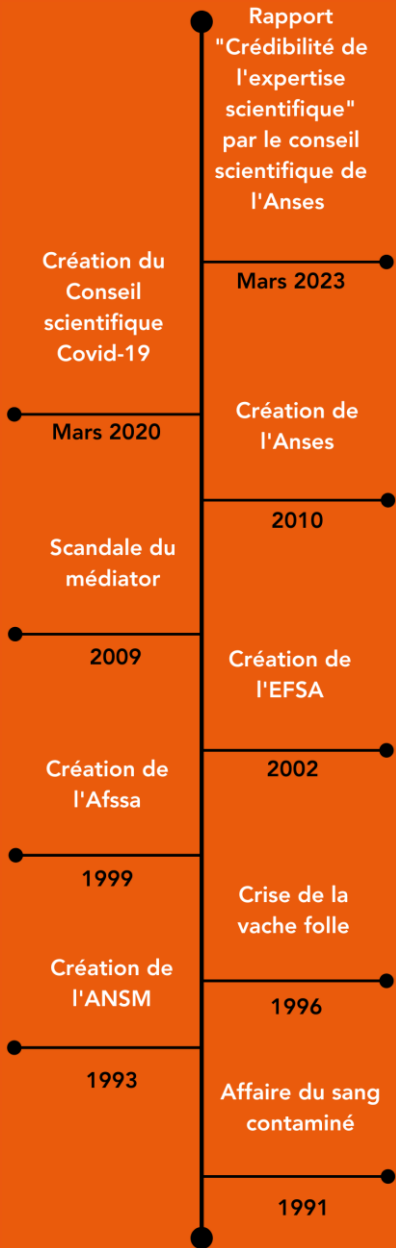 Rapport
"Crédibilité de
l'expertise
scientifique"
par le conseil
scientifique de
l'Anses
Mars 2023
Création du
Conseil
scientifique
Covid-19
Mars 2020
Création de
l'Anses
2010
Scandale du
médiator
2009
Création de
l'EFSA
2002
Création de
l'Afssa
1999
Crise de la
vache folle
1996
Création de
l'ANSM
1993
Affaire du sang
contaminé
1991